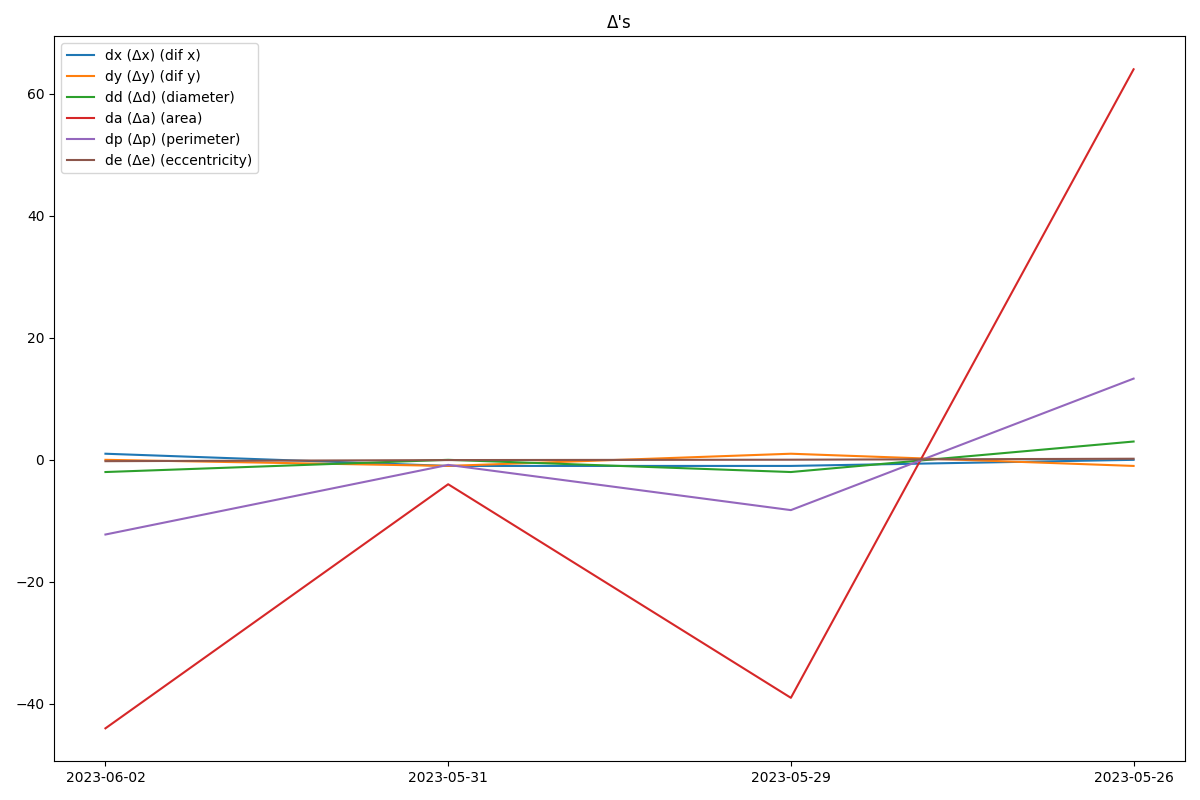 Δ's
dx (Δx) (dif x)
dy (Δy) (dif y)
dd (Δd) (diameter)
da (Δa) (area)
dp (Δp) (perimeter)
de (Δe) (eccentricity)
60
40
20
0
−20
−40
2023-06-02 2023-05-31 2023-05-29 2023-05-26